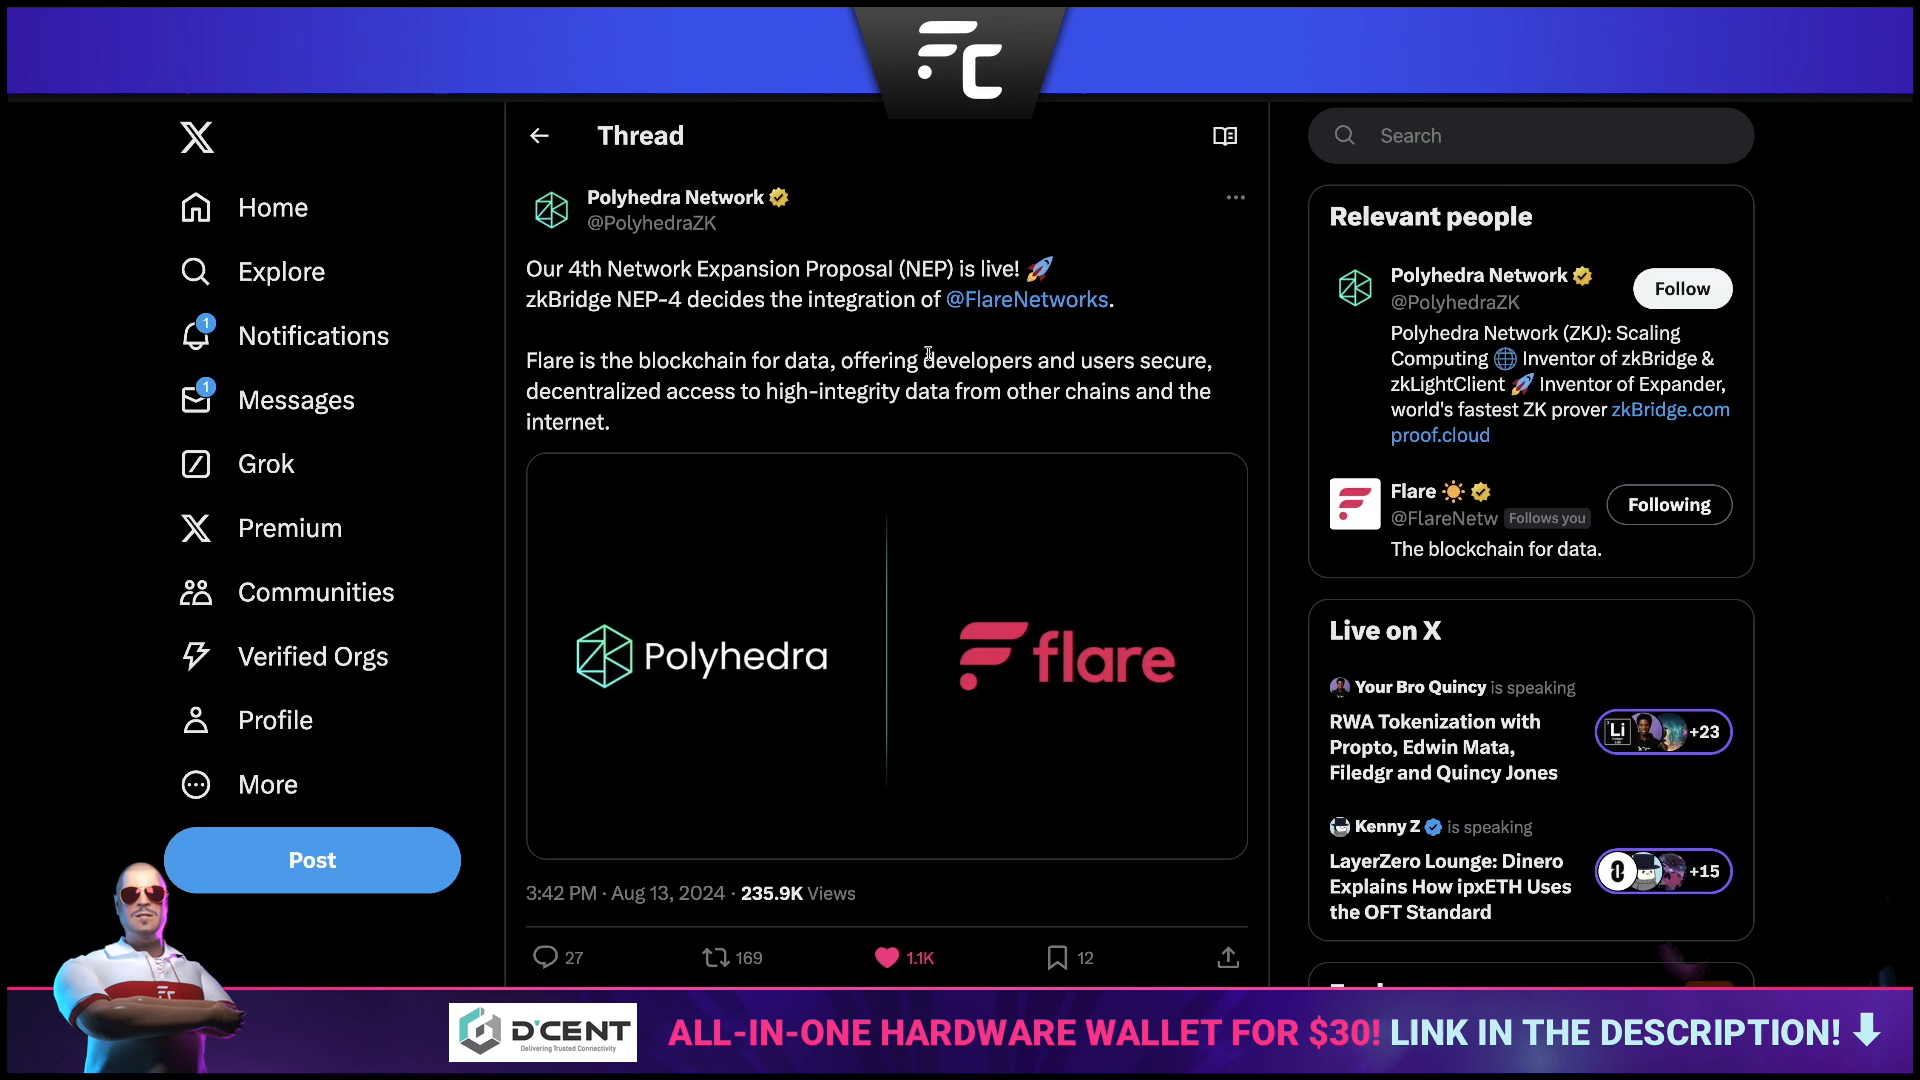 FC
Thread
Search
Polyhedra Network
@PolyhedraZK
Our 4th Network Expansion Proposal (NEP) is live! 🚀
zkBridge NEP-4 decides the integration of @FlareNetworks.
Flare is the blockchain for data, offering developers and users secure,
decentralized access to high-integrity data from other chains and the
internet.
Polyhedra
flare
3:42 PM · Aug 13, 2024 · 235.9K Views
27
169
1.1K
12
Home
Explore
1
Notifications
1
Messages
Grok
Premium
Communities
Verified Orgs
Profile
More
Post
Relevant people
Polyhedra Network
@PolyhedraZK
Follow
Polyhedra Network (ZKJ): Scaling
Computing 🌐 Inventor of zkBridge &
zkLightClient 🚀 Inventor of Expander,
world's fastest ZK prover zkBridge.com
proof.cloud
Flare ☀️
@FlareNetw Follows you
Following
The blockchain for data.
Live on X
Your Bro Quincy is speaking
RWA Tokenization with
Propto, Edwin Mata,
Filedgr and Quincy Jones
Li
+23
Kenny Z is speaking
LayerZero Lounge: Dinero
Explains How ipxETH Uses
the OFT Standard
+15
D'CENT
Delivering Trusted Connectivity
ALL-IN-ONE HARDWARE WALLET FOR $30! LINK IN THE DESCRIPTION!